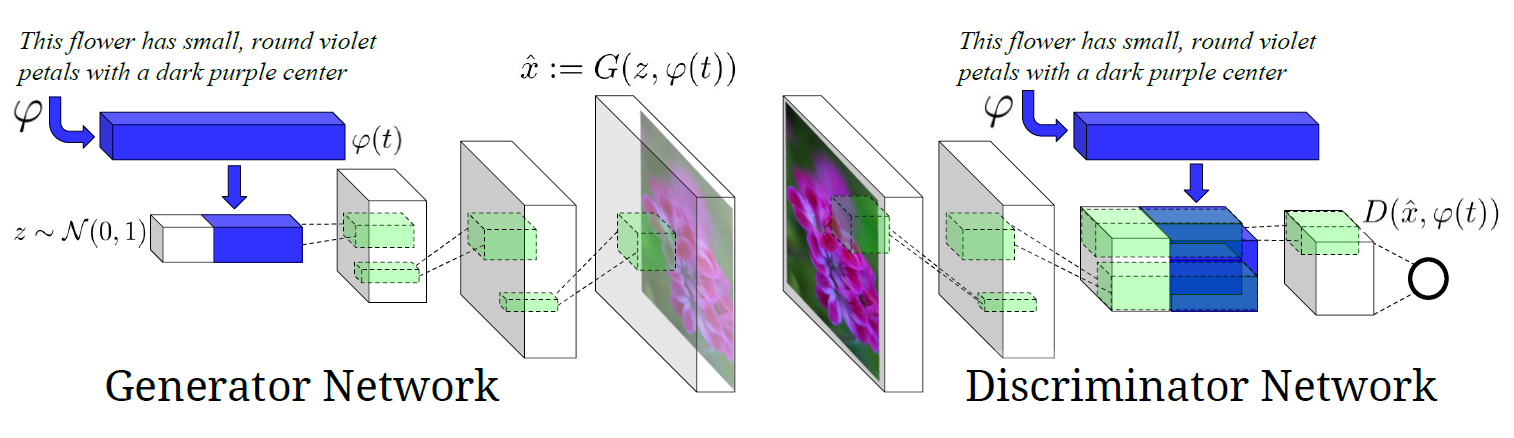 This flower has small, round violet
petals with a dark purple center
φ
φ(t)
z ∼ 𝒩(0, 1)
x̂ := G(z, φ(t))
Generator Network
This flower has small, round violet
petals with a dark purple center
φ
D(x̂, φ(t))
Discriminator Network